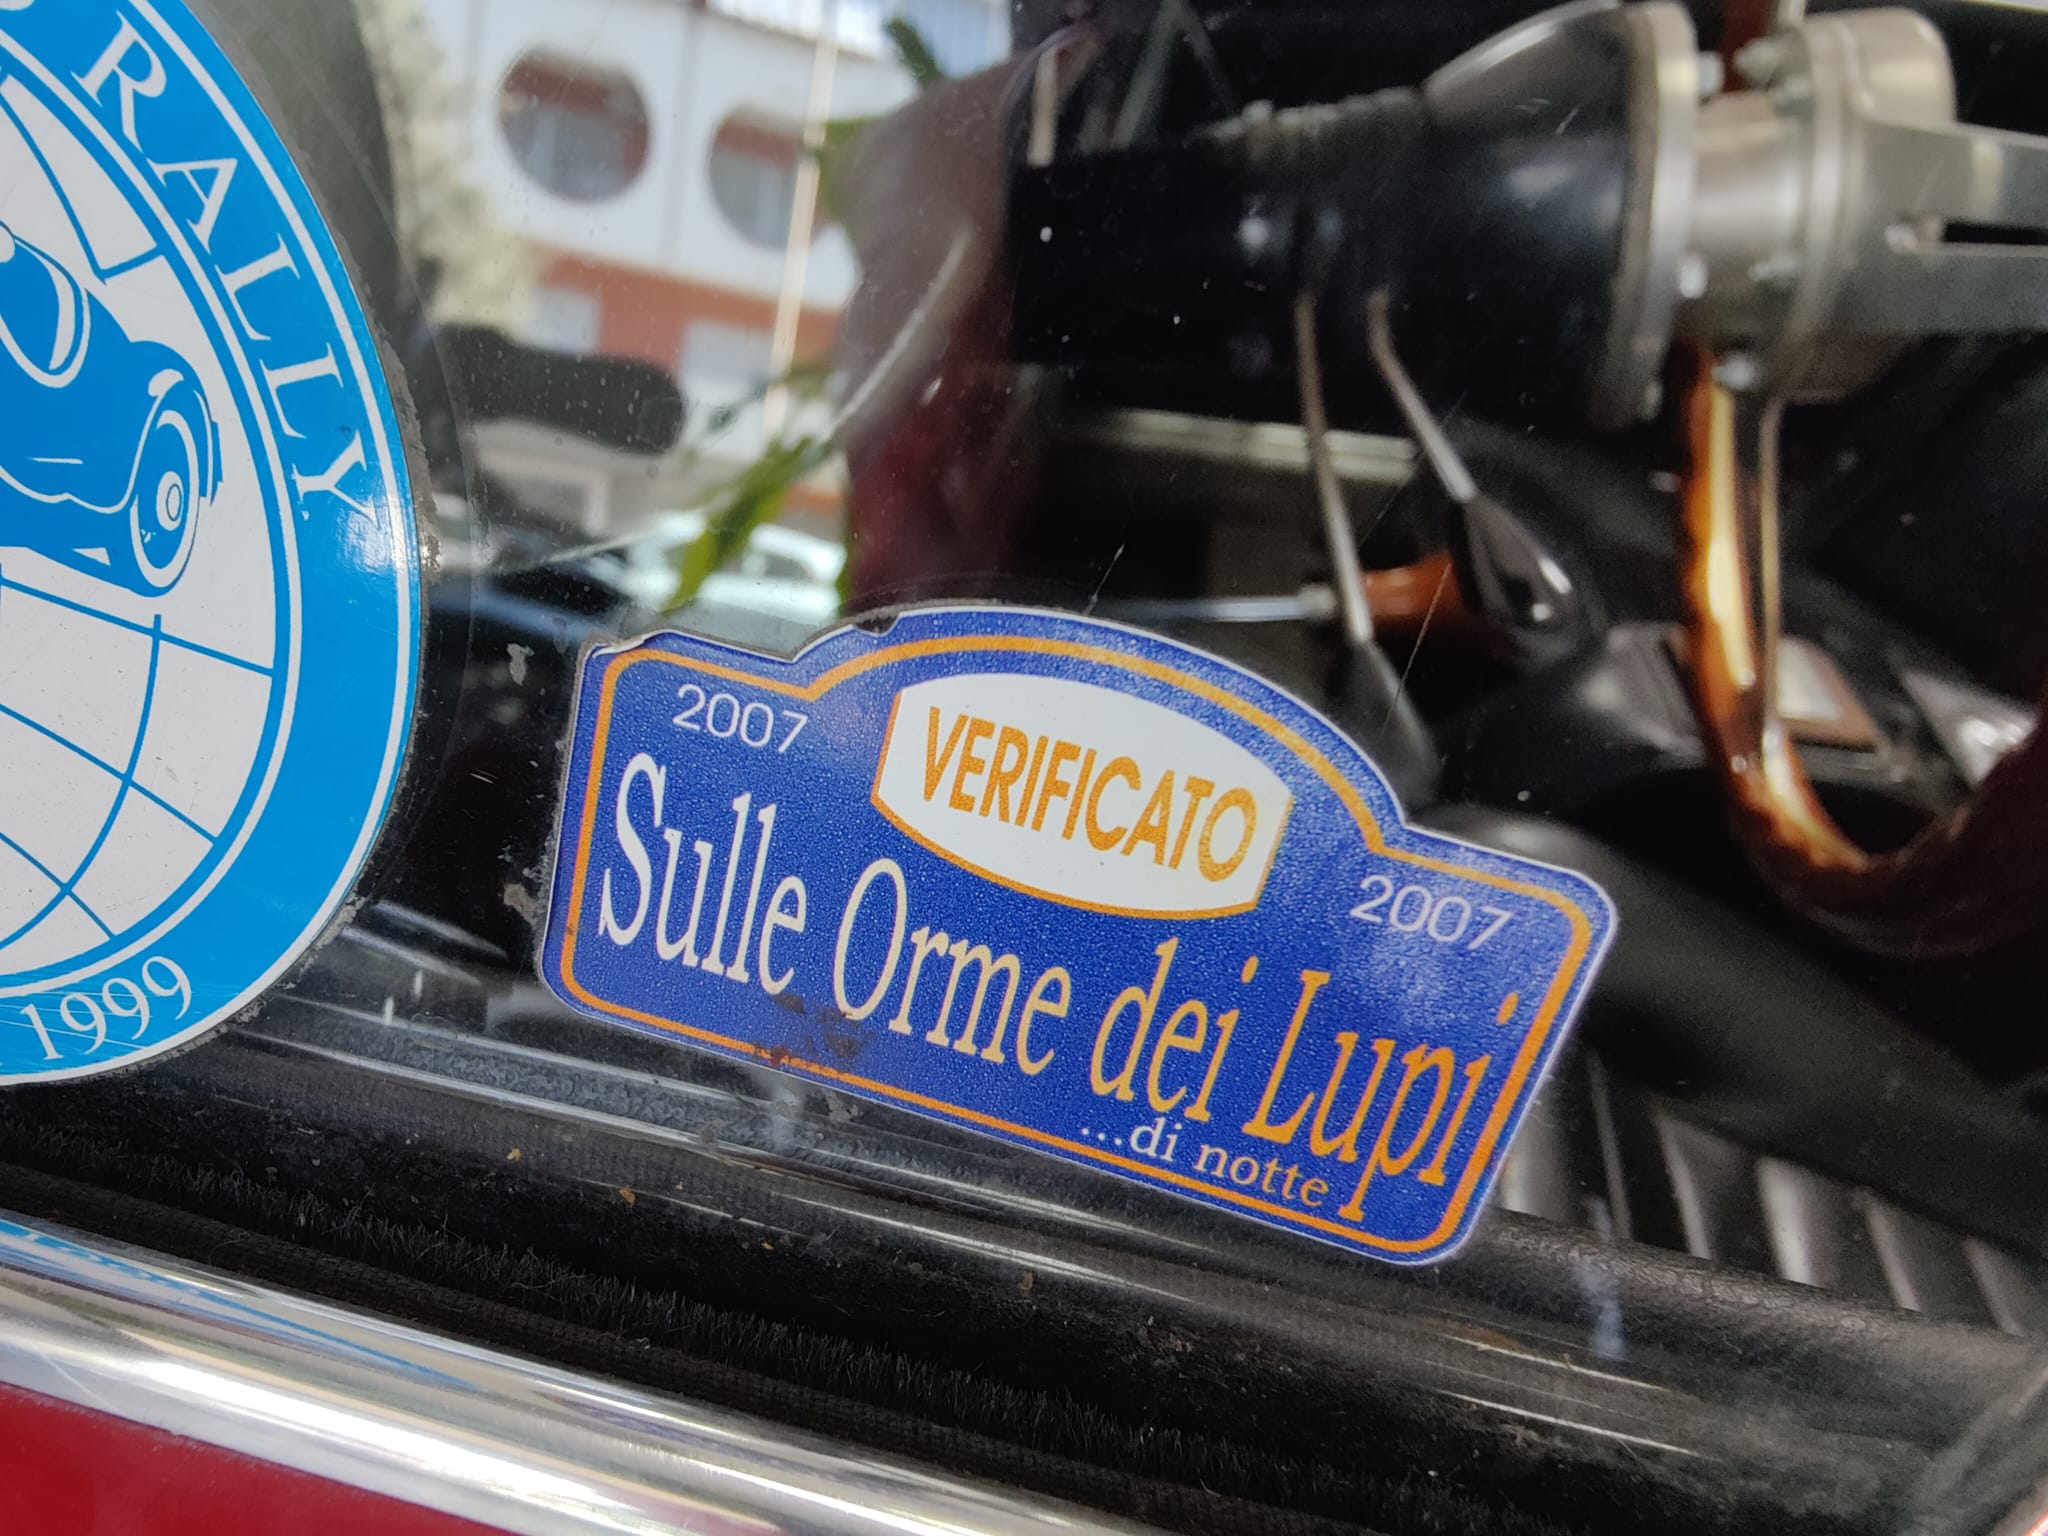 RALLY
1999
2007
VERIFICATO
2007
Sulle Orme dei Lupi
...di notte